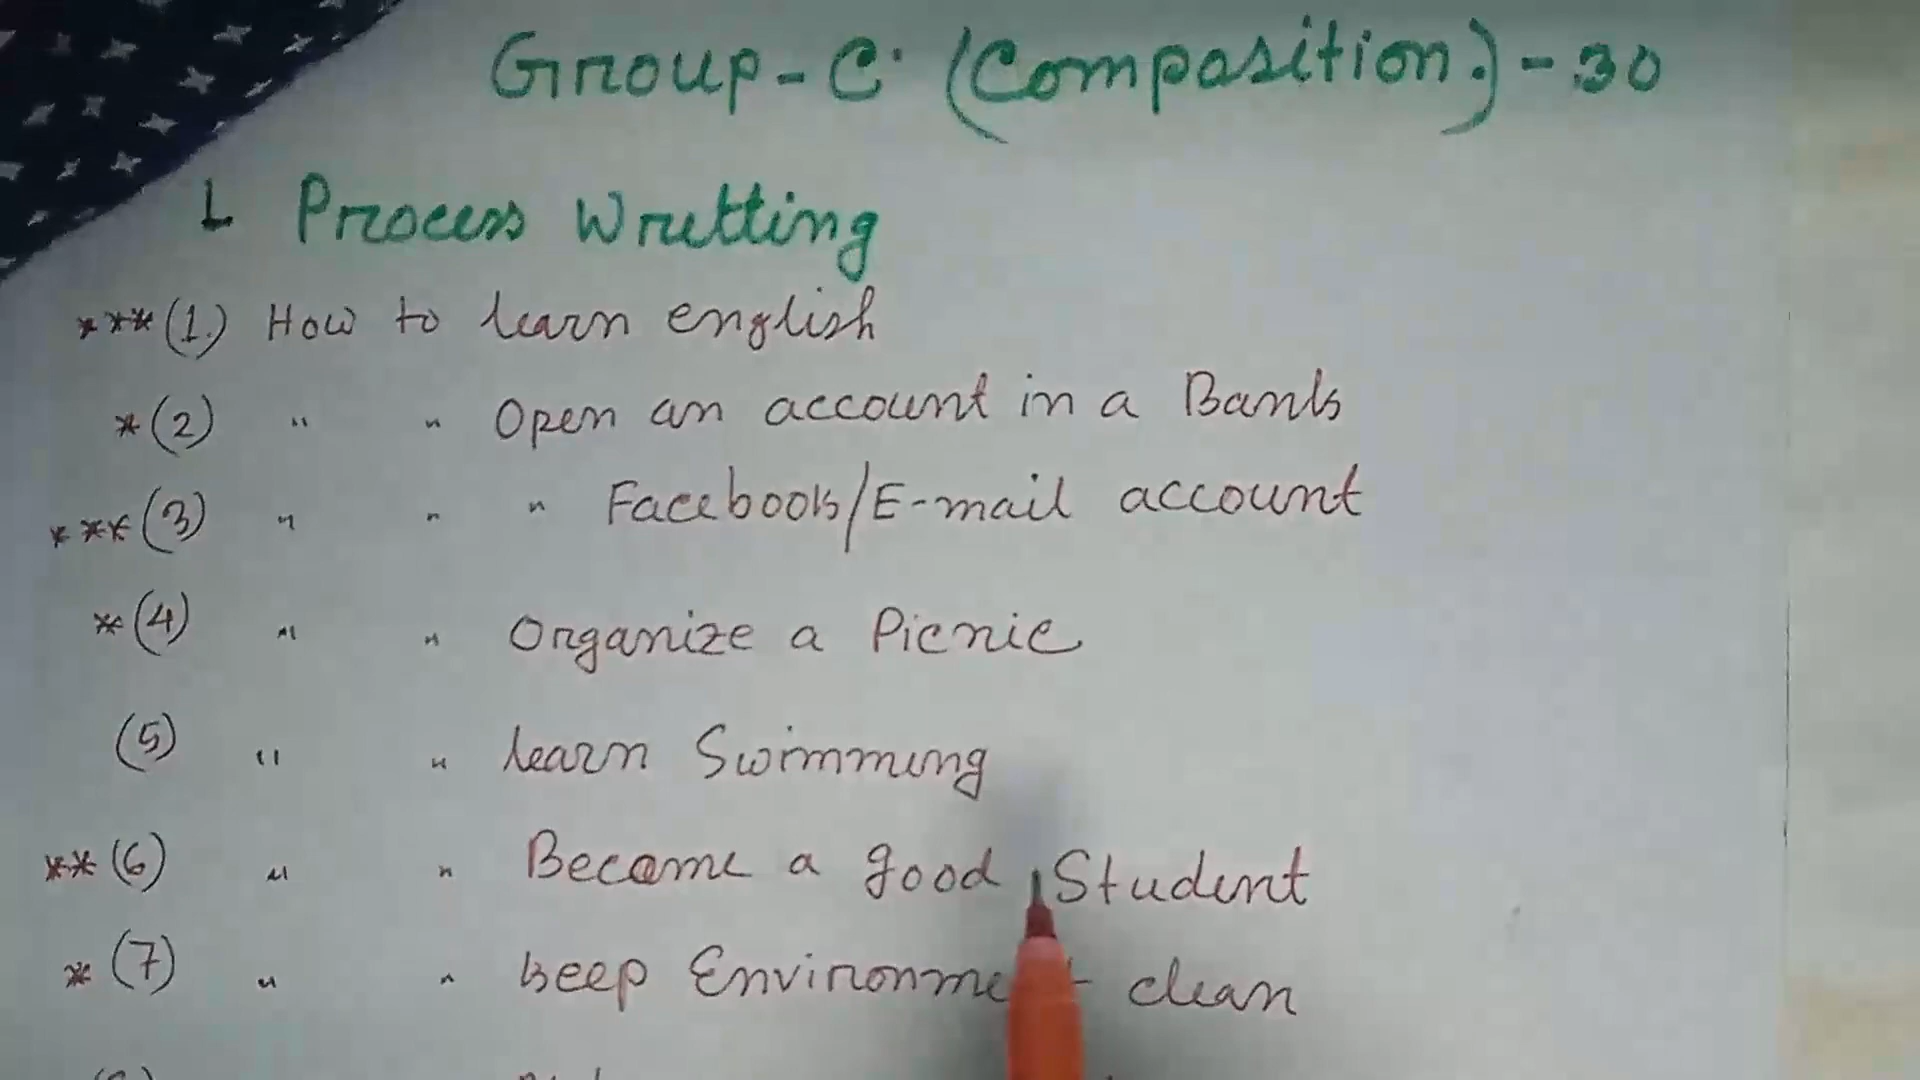 Group-C. (Composition.) - 30
L Process Writting
***(1.) How to learn english
*(2) " " Open an account in a Bank
***(3) " " " Facebook/E-mail account
*(4) " " Organize a Picnic
(5) " " learn Swimming
**(6) " " Become a good Student
*(7) " " keep Environment clean